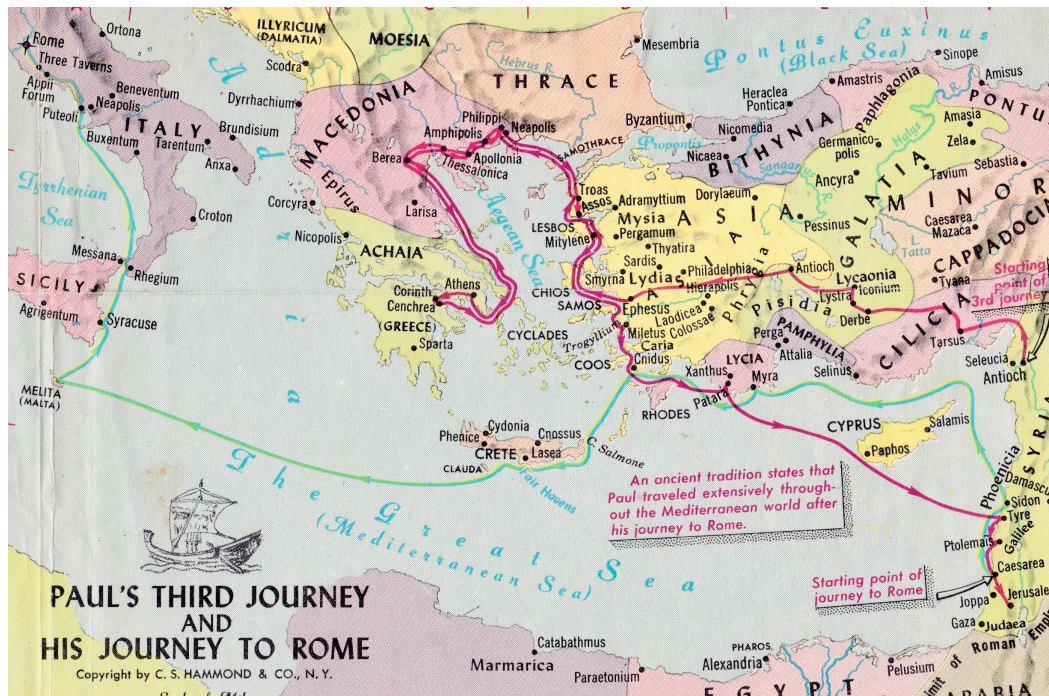 Rome
Three Taverns
Appii
Forum
Puteoli
Neapolis
Beneventum
Ortona
ITALY
Buxentum
Tarentum
Brundisium
Anxa
Croton
Tyrrhenian
Sea
Messana
Rhegium
SICILY
Agrigentum
Syracuse
MELITA
(MALTA)
Adria
ILLYRICUM
(DALMATIA)
Scodra
Dyrrhachium
MOESIA
MACEDONIA
Epirus
Corcyra
Nicopolis
Berea
Larisa
Amphipolis
Philippi
Neapolis
Apollonia
Thessalonica
THRACE
Hebrus R.
Mesembria
Byzantium
SAMOTHRACE
Propontis
Pontus Euxinus
(Black Sea)
Sinope
Amastris
Amisus
Heraclea
Pontica
Nicomedia
Nicaea
BITHYNIA
Sangarius R.
Paphlagonia
PONTU
Halys R.
Amasia
Zela
Germanico-
polis
Ancyra
Tavium
Sebastia
GALATIA
MINOR
Caesarea
Mazaca
L.
Tatta
CAPPADOCIA
Tyana
Troas
Assos
Adramyttium
Mysia
Pergamum
LESBOS
Mitylene
Thyatira
ASIA
Dorylaeum
Pessinus
Aegean Sea
Smyrna
Sardis
Lydia
Philadelphia
Hierapolis
Laodicea
Colossae
Phrygia
ASIA
CHIOS
SAMOS
Ephesus
Miletus
Trogyllium
Caria
COOS
Cnidus
Antioch
Pisidia
Lycaonia
Iconium
Lystra
Derbe
Perga
PAMPHYLIA
Attalia
LYCIA
Xanthus
Myra
Patara
Selinus
CILICIA
Tarsus
Starting
point of
3rd journey
Seleucia
Antioch
ACHAIA
Corinth
Cenchrea
Athens
(GREECE)
Sparta
CYCLADES
RHODES
CYPRUS
Salamis
Paphos
Cydonia
Phenice
Cnossus
CRETE
Lasea
CLAUDA
C. Salmone
Fair Havens
An ancient tradition states that
Paul traveled extensively through-
out the Mediterranean world after
his journey to Rome.
The Great Sea
(Mediterranean Sea)
SYRIA
Phoenicia
Damascu
Sidon
Tyre
Ptolemais
Galilee
Caesarea
Joppa
Jerusale
Gaza
Judaea
Starting point of
journey to Rome
PAUL'S THIRD JOURNEY
AND
HIS JOURNEY TO ROME
Copyright by C. S. HAMMOND & CO., N. Y.
Catabathmus
Marmarica
Paraetonium
PHAROS
Alexandria
EGYPT
Pelusium
of Roman Empi
ARABIA